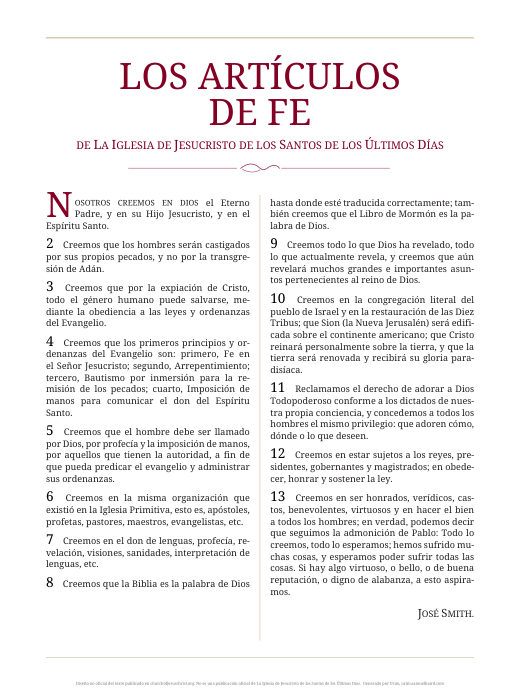 LOS ARTÍCULOS
DE FE
DE LA IGLESIA DE JESUCRISTO DE LOS SANTOS DE LOS ÚLTIMOS DÍAS
NOSOTROS CREEMOS EN DIOS el Eterno
Padre, y en su Hijo Jesucristo, y en el
Espíritu Santo.
2 Creemos que los hombres serán castigados
por sus propios pecados, y no por la transgre-
sión de Adán.
3 Creemos que por la expiación de Cristo,
todo el género humano puede salvarse, me-
diante la obediencia a las leyes y ordenanzas
del Evangelio.
4 Creemos que los primeros principios y or-
denanzas del Evangelio son: primero, Fe en
el Señor Jesucristo; segundo, Arrepentimiento;
tercero, Bautismo por inmersión para la re-
misión de los pecados; cuarto, Imposición de
manos para comunicar el don del Espíritu
Santo.
5 Creemos que el hombre debe ser llamado
por Dios, por profecía y la imposición de manos,
por aquellos que tienen la autoridad, a fin de
que pueda predicar el evangelio y administrar
sus ordenanzas.
6 Creemos en la misma organización que
existió en la Iglesia Primitiva, esto es, apóstoles,
profetas, pastores, maestros, evangelistas, etc.
7 Creemos en el don de lenguas, profecía, re-
velación, visiones, sanidades, interpretación de
lenguas, etc.
8 Creemos que la Biblia es la palabra de Dios
hasta donde esté traducida correctamente; tam-
bién creemos que el Libro de Mormón es la pa-
labra de Dios.
9 Creemos todo lo que Dios ha revelado, todo
lo que actualmente revela, y creemos que aún
revelará muchos grandes e importantes asun-
tos pertenecientes al reino de Dios.
10 Creemos en la congregación literal del
pueblo de Israel y en la restauración de las Diez
Tribus; que Sion (la Nueva Jerusalén) será edifi-
cada sobre el continente americano; que Cristo
reinará personalmente sobre la tierra, y que la
tierra será renovada y recibirá su gloria para-
disíaca.
11 Reclamamos el derecho de adorar a Dios
Todopoderoso conforme a los dictados de nues-
tra propia conciencia, y concedemos a todos los
hombres el mismo privilegio: que adoren cómo,
dónde o lo que deseen.
12 Creemos en estar sujetos a los reyes, pre-
sidentes, gobernantes y magistrados; en obede-
cer, honrar y sostener la ley.
13 Creemos en ser honrados, verídicos, cas-
tos, benevolentes, virtuosos y en hacer el bien
a todos los hombres; en verdad, podemos decir
que seguimos la admonición de Pablo: Todo lo
creemos, todo lo esperamos; hemos sufrido mu-
chas cosas, y esperamos poder sufrir todas las
cosas. Si hay algo virtuoso, o bello, o de buena
reputación, o digno de alabanza, a esto aspira-
mos.
JOSÉ SMITH.